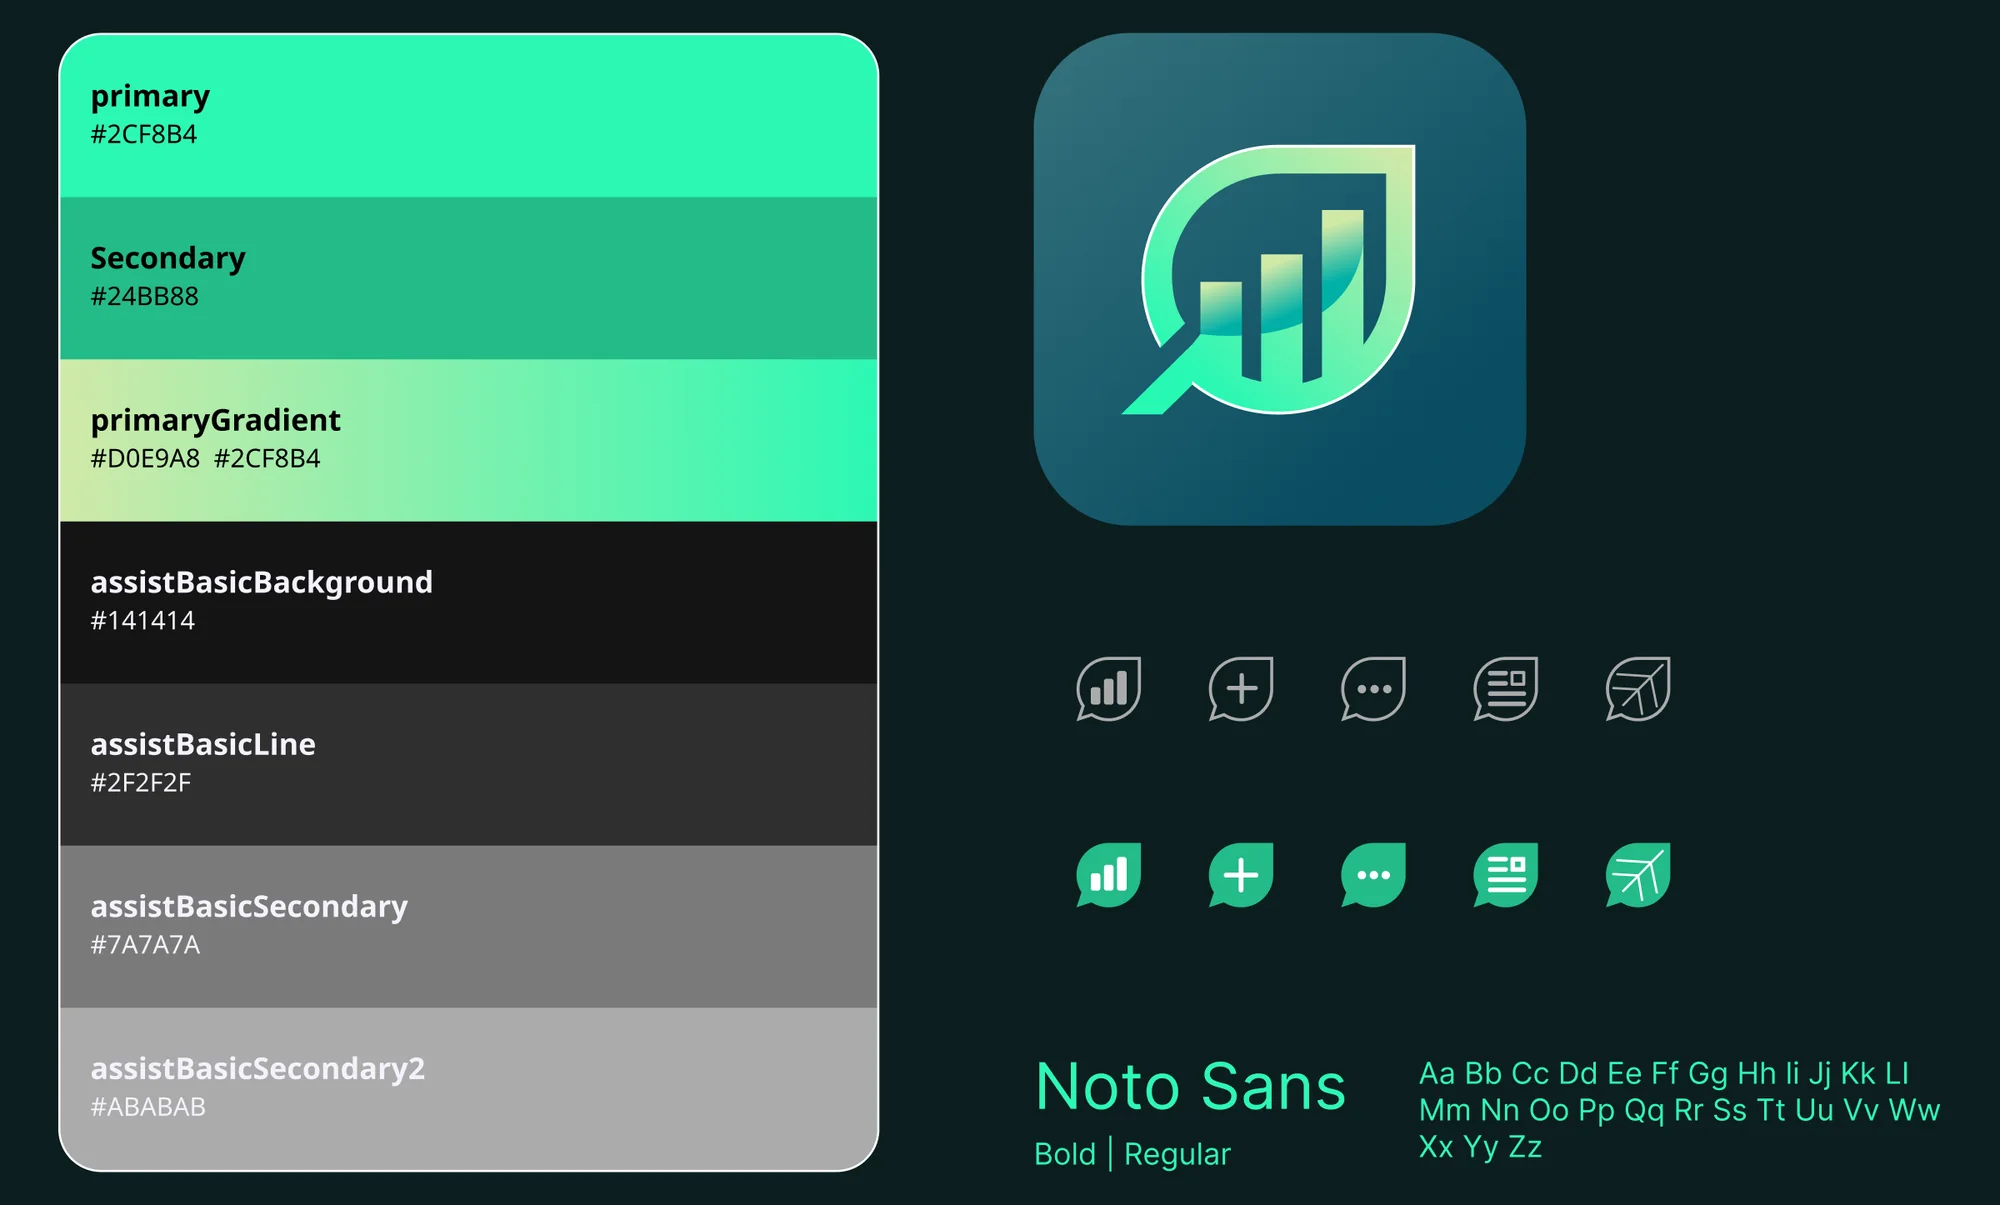 primary
#2CF8B4
Secondary
#24BB88
primaryGradient
#D0E9A8 #2CF8B4
assistBasicBackground
#141414
assistBasicLine
#2F2F2F
assistBasicSecondary
#7A7A7A
assistBasicSecondary2
#ABABAB
Noto Sans
Bold | Regular
Aa Bb Cc Dd Ee Ff Gg Hh Ii Jj Kk Ll
Mm Nn Oo Pp Qq Rr Ss Tt Uu Vv Ww
Xx Yy Zz